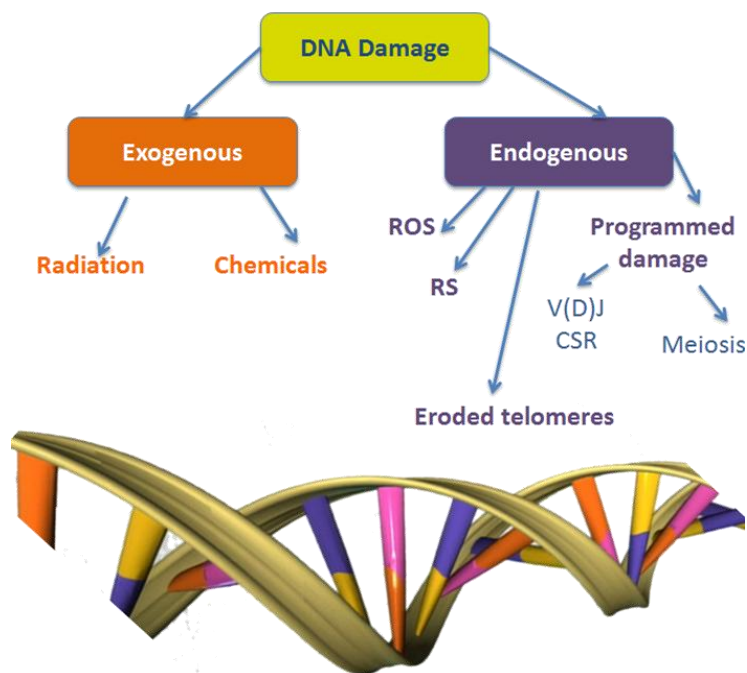 DNA Damage
Exogenous
Endogenous
Radiation
Chemicals
ROS
RS
Programmed
damage
V(D)J
CSR
Meiosis
Eroded telomeres